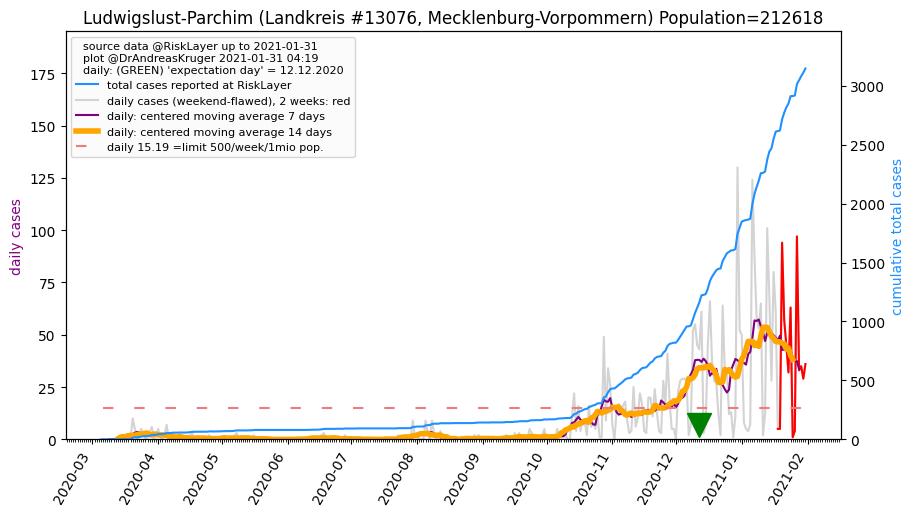 Ludwigslust-Parchim (Landkreis #13076, Mecklenburg-Vorpommern) Population=212618
source data @RiskLayer up to 2021-01-31
plot @DrAndreasKruger 2021-01-31 04:19
daily: (GREEN) 'expectation day' = 12.12.2020
total cases reported at RiskLayer
daily cases (weekend-flawed), 2 weeks: red
daily: centered moving average 7 days
daily: centered moving average 14 days
daily 15.19 =limit 500/week/1mio pop.
daily cases
175
150
125
100
75
50
25
0
cumulative total cases
3000
2500
2000
1500
1000
500
0
2020-03
2020-04
2020-05
2020-06
2020-07
2020-08
2020-09
2020-10
2020-11
2020-12
2021-01
2021-02